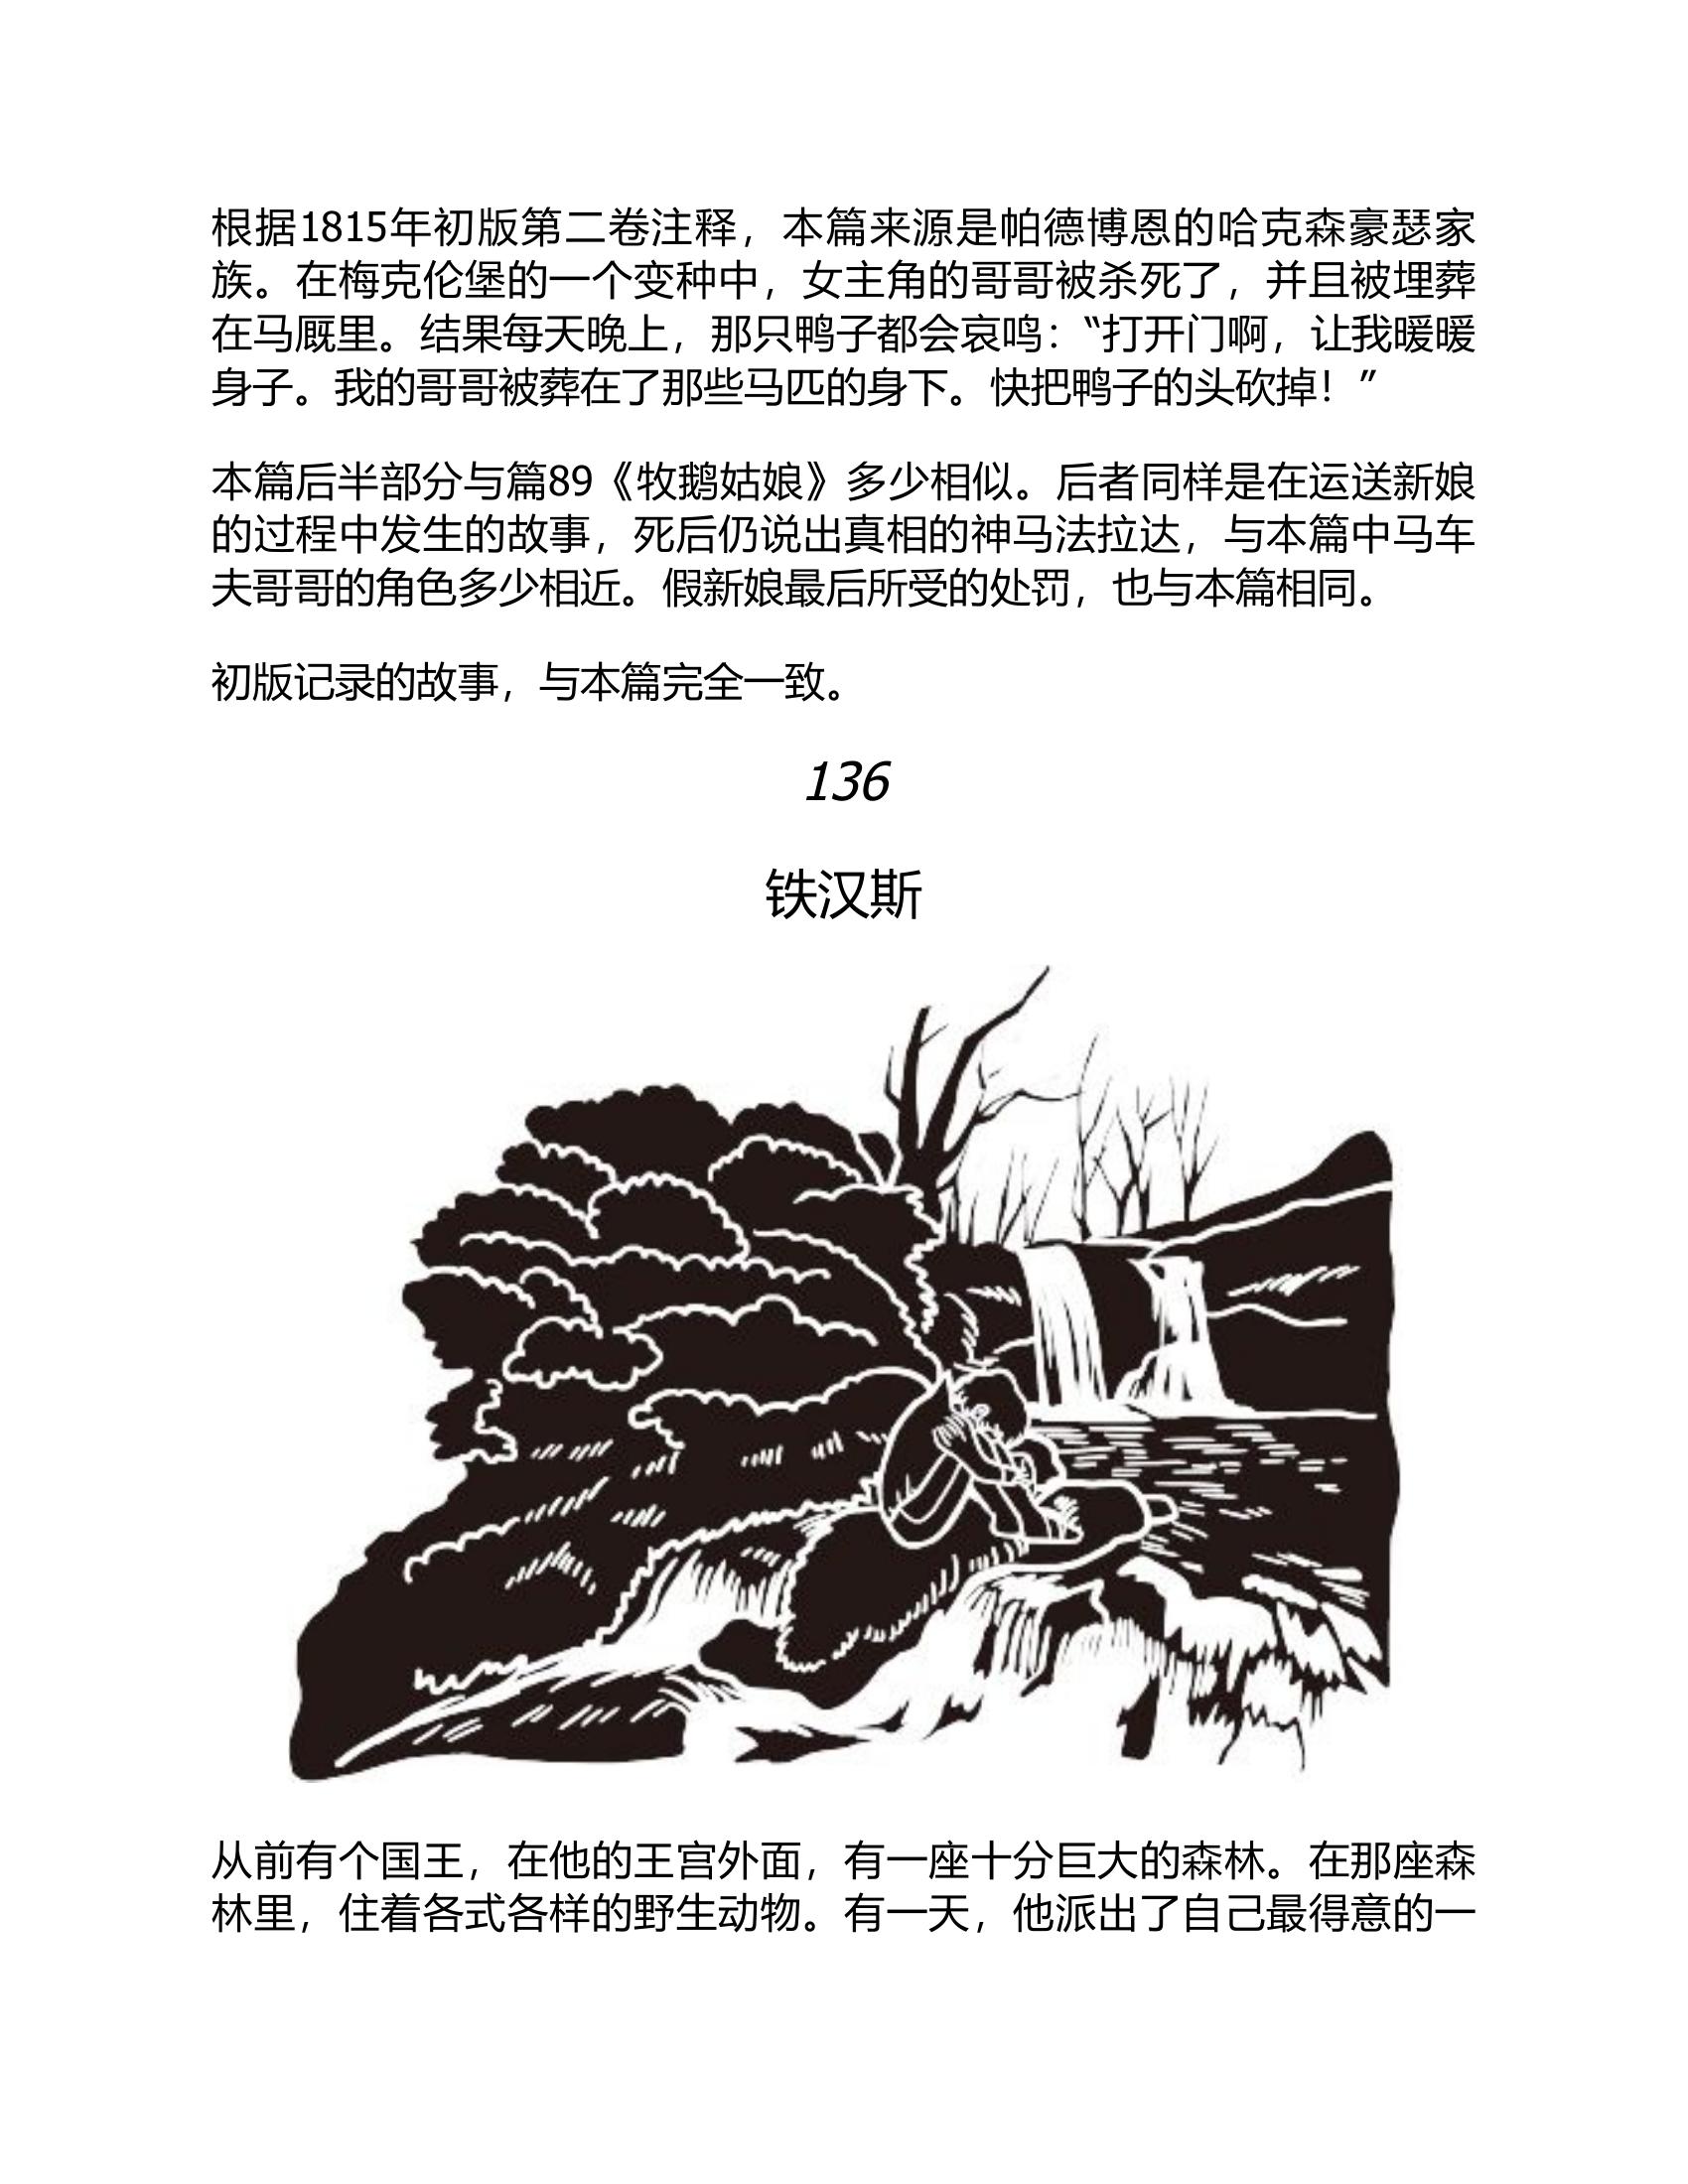 根据1815年初版第二卷注释，本篇来源是帕德博恩的哈克森豪瑟家
族。在梅克伦堡的一个变种中，女主角的哥哥被杀死了，并且被埋葬
在马厩里。结果每天晚上，那只鸭子都会哀鸣：“打开门啊，让我暖暖
身子。我的哥哥被葬在了那些马匹的身下。快把鸭子的头砍掉！”
本篇后半部分与篇89《牧鹅姑娘》多少相似。后者同样是在运送新娘
的过程中发生的故事，死后仍说出真相的神马法拉达，与本篇中马车
夫哥哥的角色多少相近。假新娘最后所受的处罚，也与本篇相同。
初版记录的故事，与本篇完全一致。
136
铁汉斯
从前有个国王，在他的王宫外面，有一座十分巨大的森林。在那座森
林里，住着各式各样的野生动物。有一天，他派出了自己最得意的一